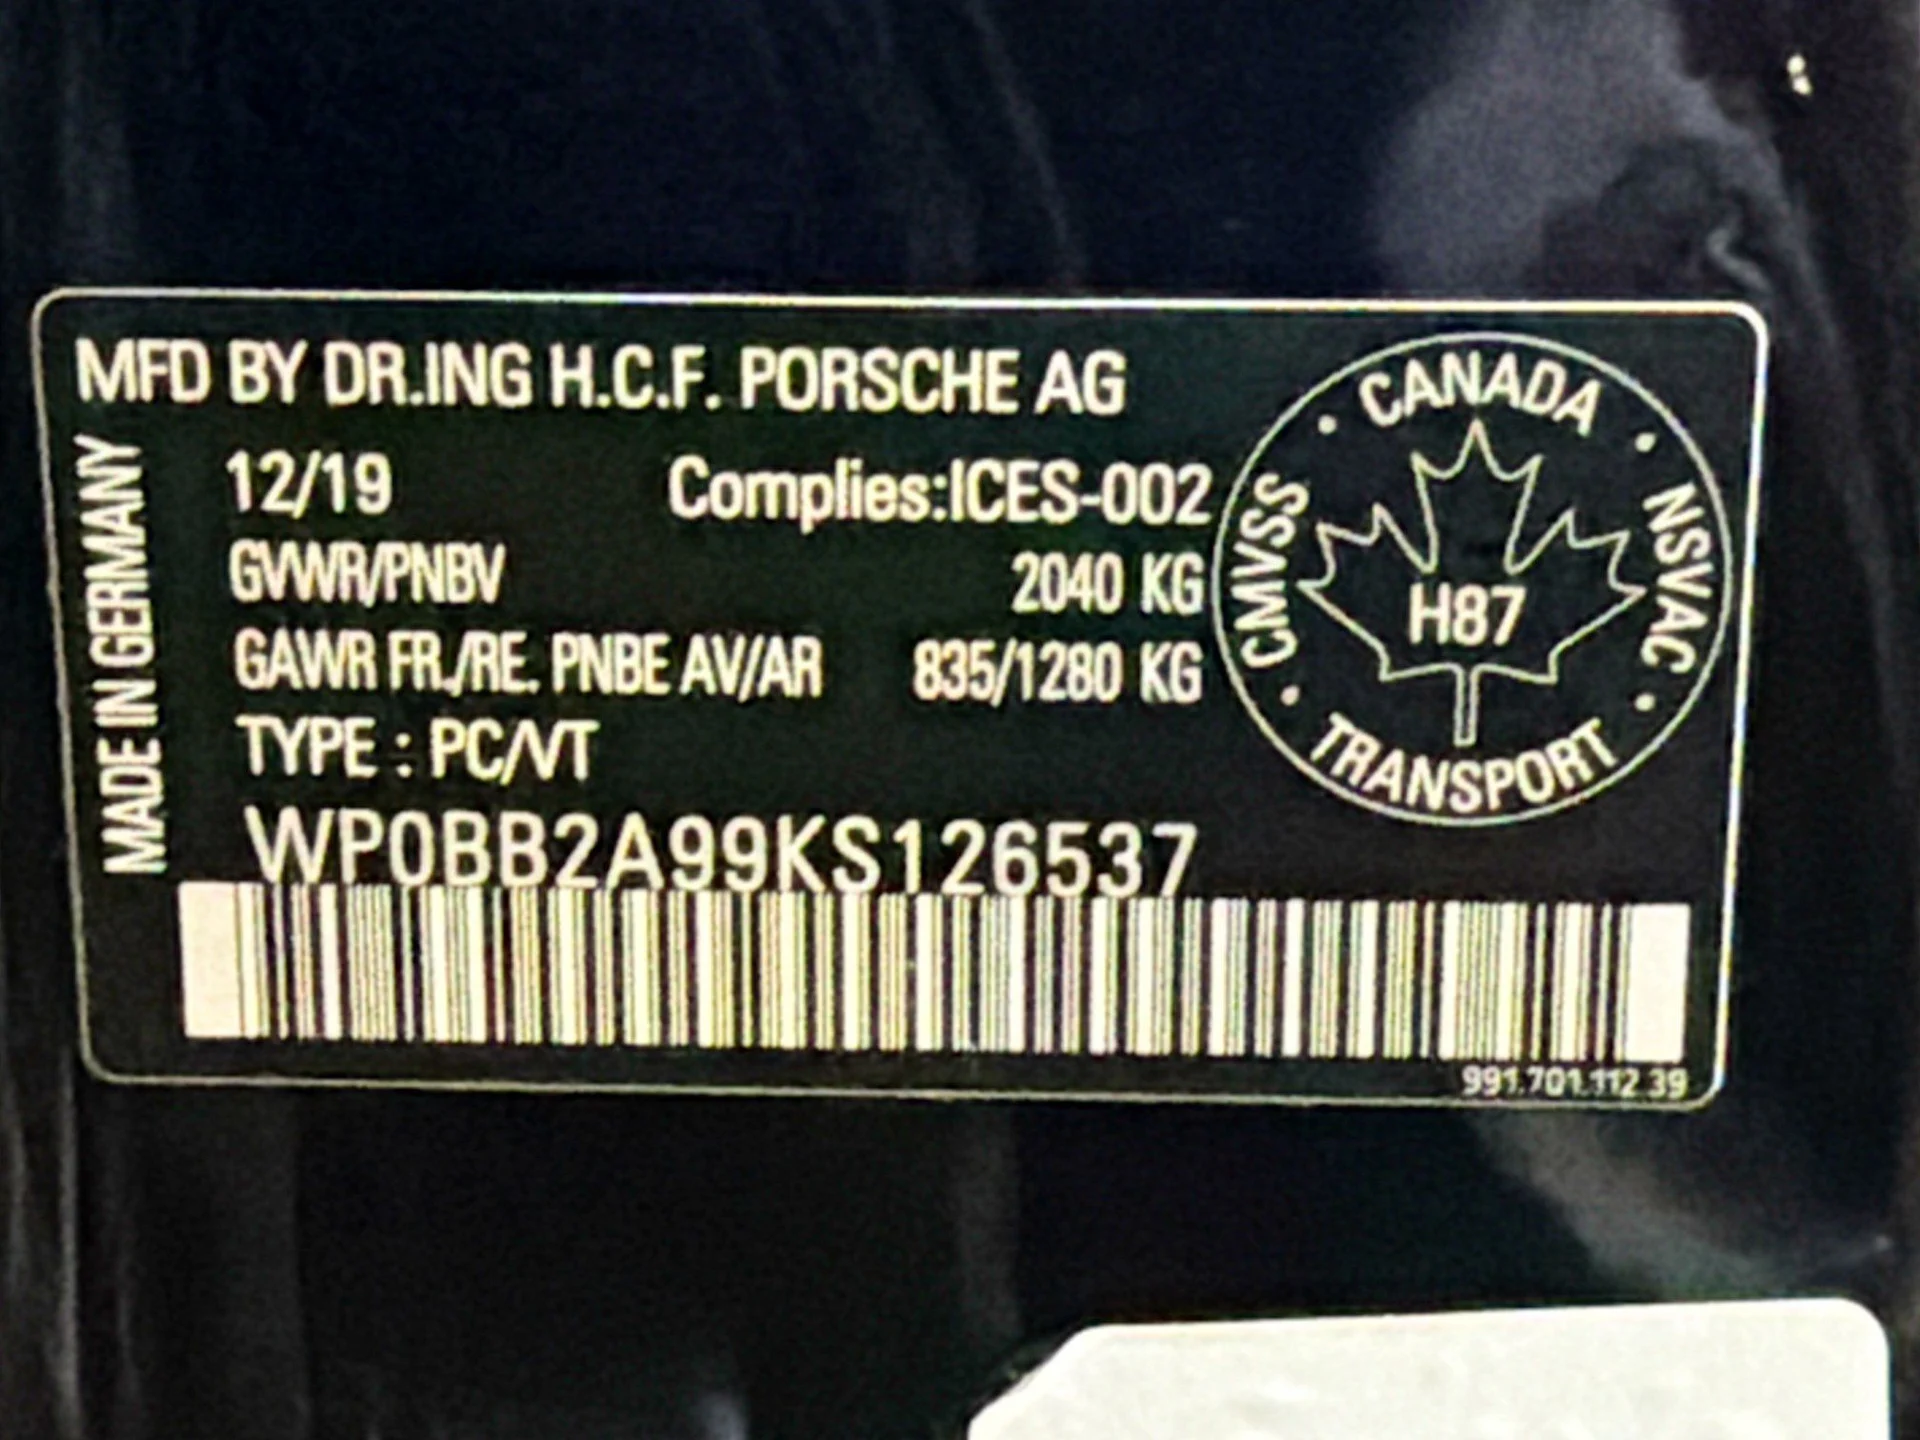 MFD BY DR.ING H.C.F. PORSCHE AG
MADE IN GERMANY
12/19 Complies:ICES-002
GVWR/PNBV 2040 KG
GAWR FR./RE. PNBE AV/AR 835/1280 KG
TYPE : PC/VT
WP0BB2A99KS126537
CANADA
CMVSS
NSVAC
H87
TRANSPORT
991.701.112.39